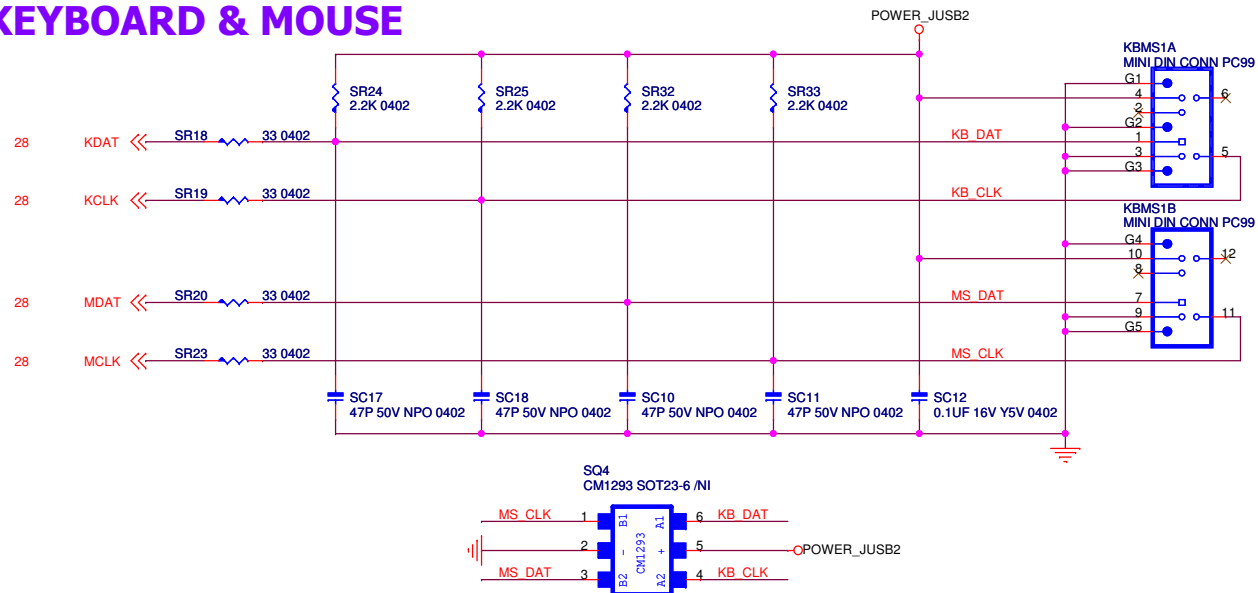 KEYBOARD & MOUSE
POWER_JUSB2
KBMS1A
MINI DIN CONN PC99
SR24
2.2K 0402
SR25
2.2K 0402
SR32
2.2K 0402
SR33
2.2K 0402
G1
4
6
2
G2
28 KDAT SR18 33 0402 KB_DAT 1
3 5
G3
28 KCLK SR19 33 0402 KB_CLK
KBMS1B
MINI DIN CONN PC99
G4
10 12
8
28 MDAT SR20 33 0402 MS_DAT 7
9 11
G5
28 MCLK SR23 33 0402 MS_CLK
SC17
47P 50V NPO 0402
SC18
47P 50V NPO 0402
SC10
47P 50V NPO 0402
SC11
47P 50V NPO 0402
SC12
0.1UF 16V Y5V 0402
SQ4
CM1293 SOT23-6 /NI
MS_CLK 1 B1 A1 6 KB_DAT
2 - CM1293 + 5 POWER_JUSB2
MS_DAT 3 B2 A2 4 KB_CLK